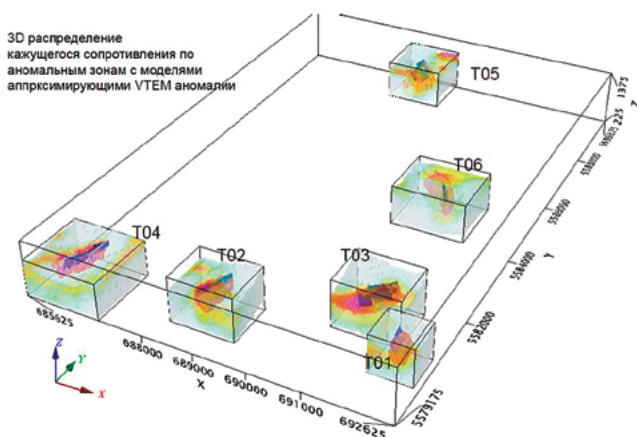 3D распределение
кажущегося сопротивления по
аномальным зонам с моделями
аппрксимирующими VTEM аномалии
T05
1375
Z
225
5588000
T06
5586000
Y
T04
T02
T03
5584000
5582000
685625
T01
688000
689000
X
690000
691000
692625
5579175
Z
Y
X